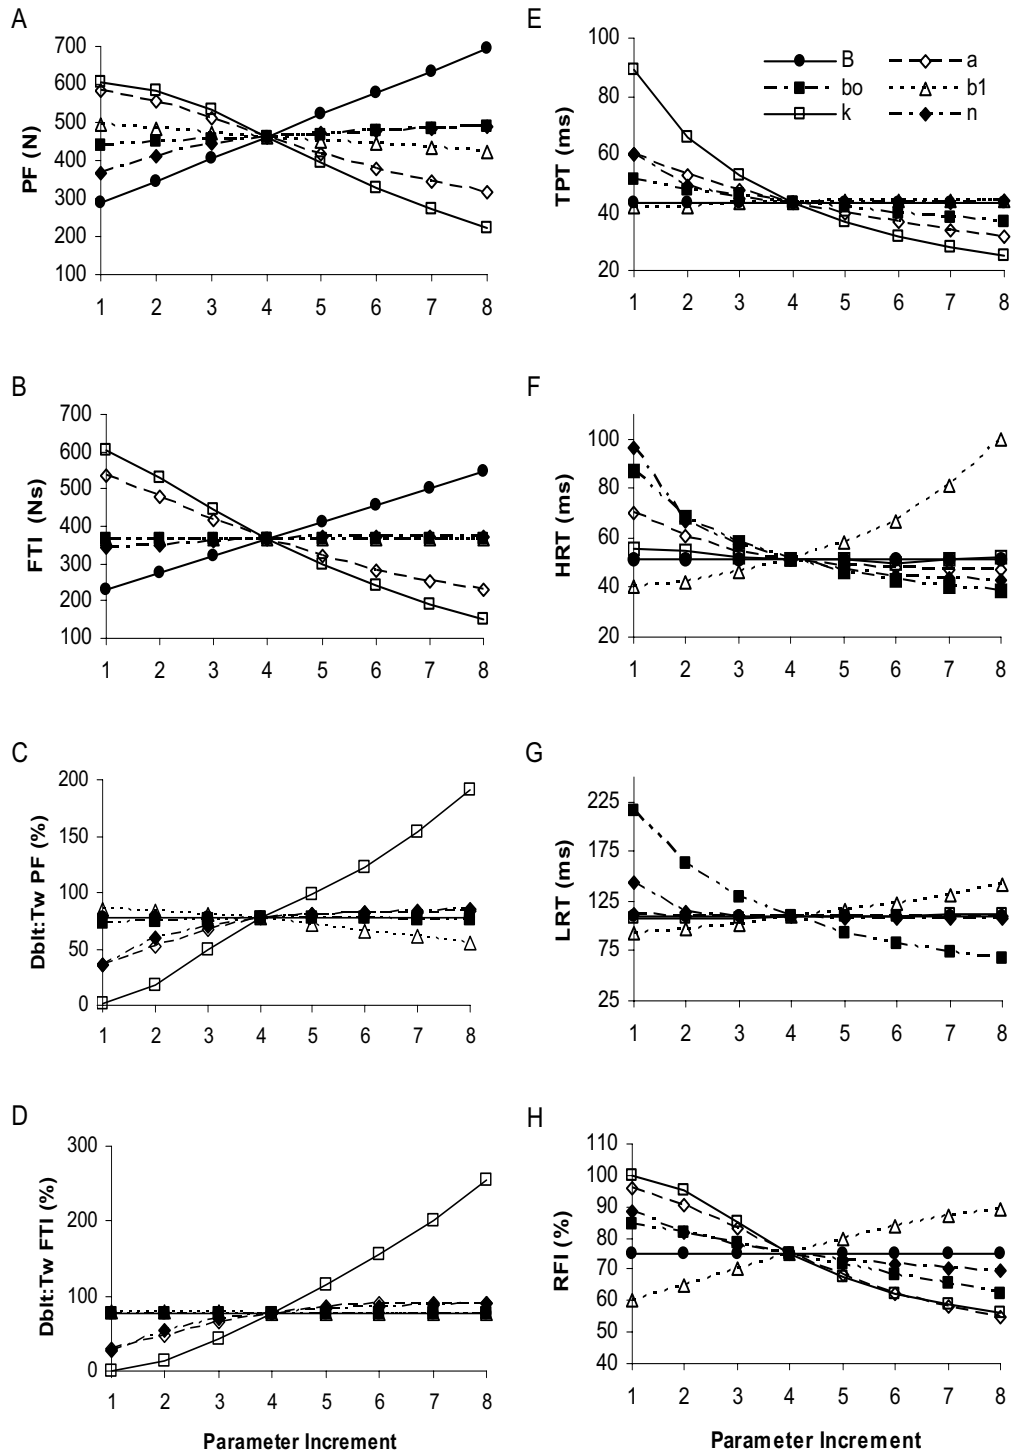 A
PF (N)
700
600
500
400
300
200
100
1 2 3 4 5 6 7 8
B
FTI (Ns)
700
600
500
400
300
200
100
1 2 3 4 5 6 7 8
C
Dblt:Tw PF (%)
200
150
100
50
0
1 2 3 4 5 6 7 8
D
Dblt:Tw FTI (%)
300
200
100
0
1 2 3 4 5 6 7 8
Parameter Increment
E
TPT (ms)
100
80
60
40
20
1 2 3 4 5 6 7 8
B a
bo b1
k n
F
HRT (ms)
100
80
60
40
20
1 2 3 4 5 6 7 8
G
LRT (ms)
225
175
125
75
25
1 2 3 4 5 6 7 8
H
RFI (%)
110
100
90
80
70
60
50
40
1 2 3 4 5 6 7 8
Parameter Increment